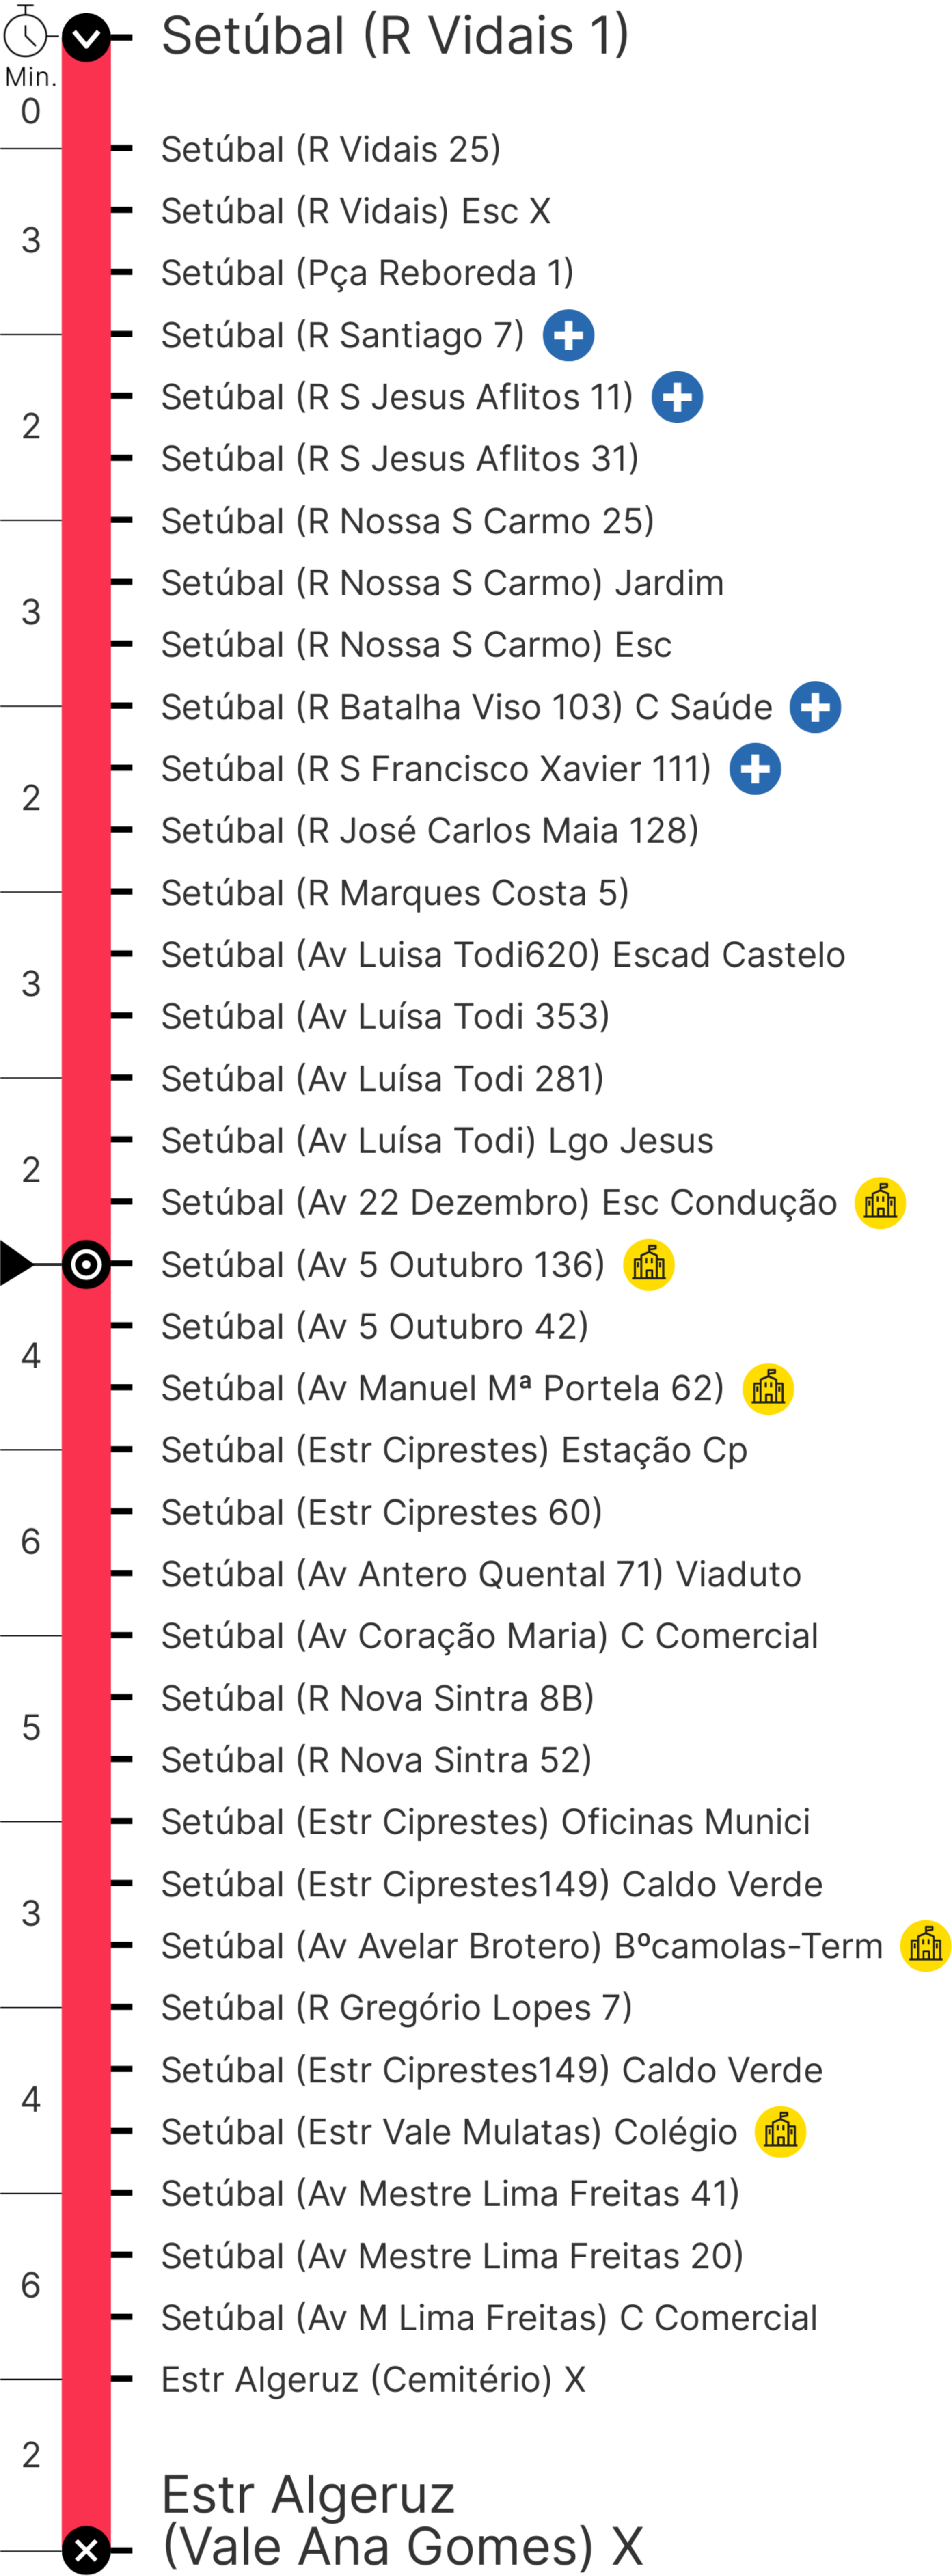 Setúbal (R Vidais 1)
Min.
0
Setúbal (R Vidais 25)
Setúbal (R Vidais) Esc X
3
Setúbal (Pça Reboreda 1)
Setúbal (R Santiago 7)
Setúbal (R S Jesus Aflitos 11)
2
Setúbal (R S Jesus Aflitos 31)
Setúbal (R Nossa S Carmo 25)
Setúbal (R Nossa S Carmo) Jardim
3
Setúbal (R Nossa S Carmo) Esc
Setúbal (R Batalha Viso 103) C Saúde
Setúbal (R S Francisco Xavier 111)
2
Setúbal (R José Carlos Maia 128)
Setúbal (R Marques Costa 5)
Setúbal (Av Luisa Todi620) Escad Castelo
3
Setúbal (Av Luísa Todi 353)
Setúbal (Av Luísa Todi 281)
Setúbal (Av Luísa Todi) Lgo Jesus
2
Setúbal (Av 22 Dezembro) Esc Condução
Setúbal (Av 5 Outubro 136)
Setúbal (Av 5 Outubro 42)
4
Setúbal (Av Manuel Mª Portela 62)
Setúbal (Estr Ciprestes) Estação Cp
Setúbal (Estr Ciprestes 60)
6
Setúbal (Av Antero Quental 71) Viaduto
Setúbal (Av Coração Maria) C Comercial
Setúbal (R Nova Sintra 8B)
5
Setúbal (R Nova Sintra 52)
Setúbal (Estr Ciprestes) Oficinas Munici
Setúbal (Estr Ciprestes149) Caldo Verde
3
Setúbal (Av Avelar Brotero) Bºcamolas-Term
Setúbal (R Gregório Lopes 7)
Setúbal (Estr Ciprestes149) Caldo Verde
4
Setúbal (Estr Vale Mulatas) Colégio
Setúbal (Av Mestre Lima Freitas 41)
Setúbal (Av Mestre Lima Freitas 20)
6
Setúbal (Av M Lima Freitas) C Comercial
Estr Algeruz (Cemitério) X
2
Estr Algeruz
(Vale Ana Gomes) X